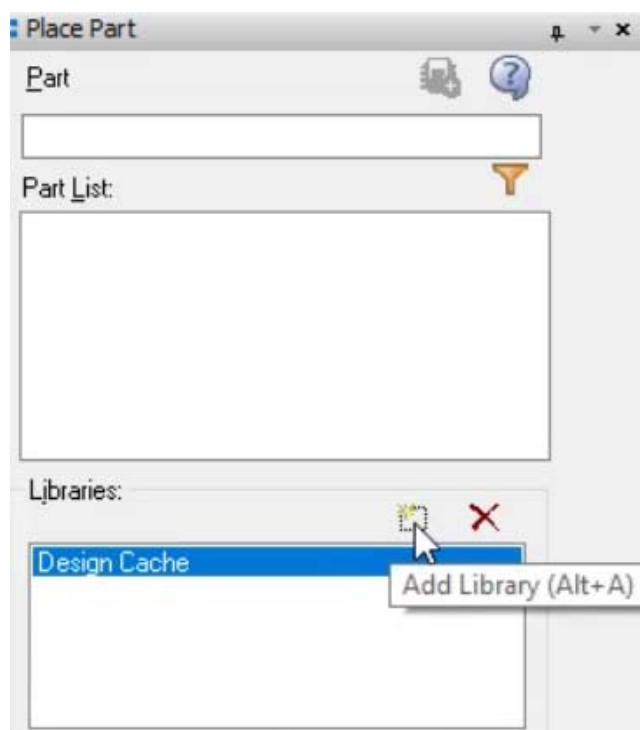 Place Part
Part
Part List:
Libraries:
Design Cache
Add Library (Alt+A)